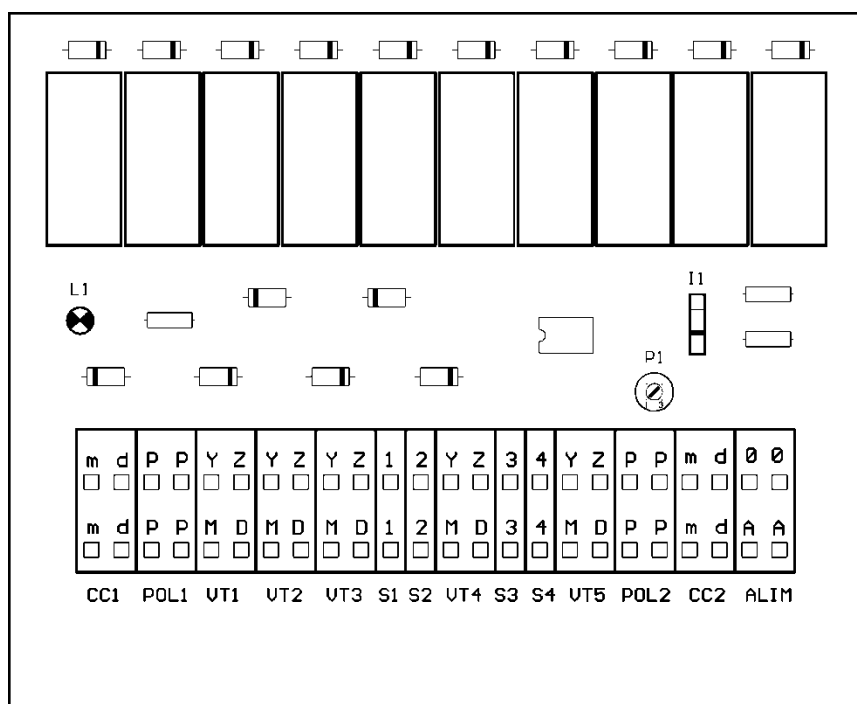 L1
I1
P1
3
m d P P Y Z Y Z Y Z 1 2 Y Z 3 4 Y Z P P m d 0 0
m d P P M D M D M D 1 2 M D 3 4 M D P P m d A A
CC1 POL1 VT1 VT2 VT3 S1 S2 VT4 S3 S4 VT5 POL2 CC2 ALIM